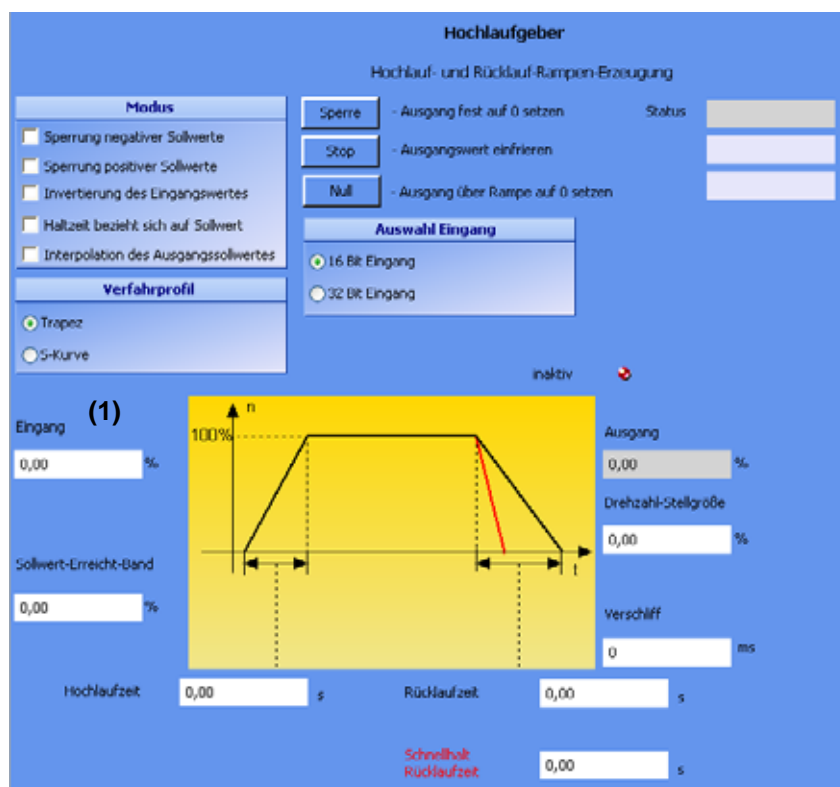 Hochlaufgeber
Hochlauf- und Rücklauf-Rampen-Erzeugung
Modus
Sperrung negativer Sollwerte
Sperrung positiver Sollwerte
Invertierung des Eingangswertes
Haltzeit bezieht sich auf Sollwert
Interpolation des Ausgangssollwertes
Sperre - Ausgang fest auf 0 setzen
Stop - Ausgangswert einfrieren
Null - Ausgang über Rampe auf 0 setzen
Status
Auswahl Eingang
16 Bit Eingang
32 Bit Eingang
Verfahrprofil
Trapez
S-Kurve
inaktiv
(1)
Eingang
0,00 %
Sollwert-Erreicht-Band
0,00 %
n
100%
t
Ausgang
0,00 %
Drehzahl-Stellgröße
0,00 %
Verschliff
0 ms
Hochlaufzeit 0,00 s
Rücklaufzeit 0,00 s
Schnellhalt
Rücklaufzeit 0,00 s